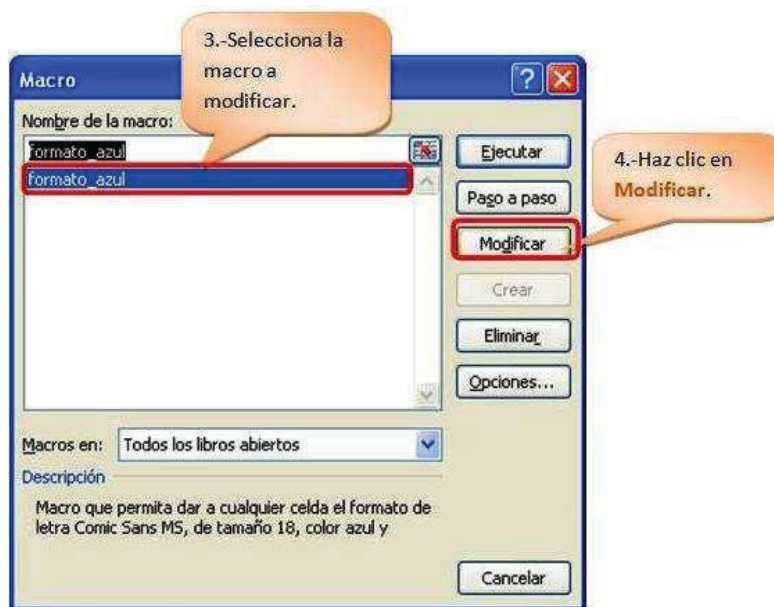 3.-Selecciona la
macro a
modificar.
Macro
Nombre de la macro:
formato_azul
formato_azul
Ejecutar
Paso a paso
Modificar
Crear
Eliminar
Opciones...
4.-Haz clic en
Modificar.
Macros en: Todos los libros abiertos
Descripción
Macro que permita dar a cualquier celda el formato de
letra Comic Sans MS, de tamaño 18, color azul y
Cancelar